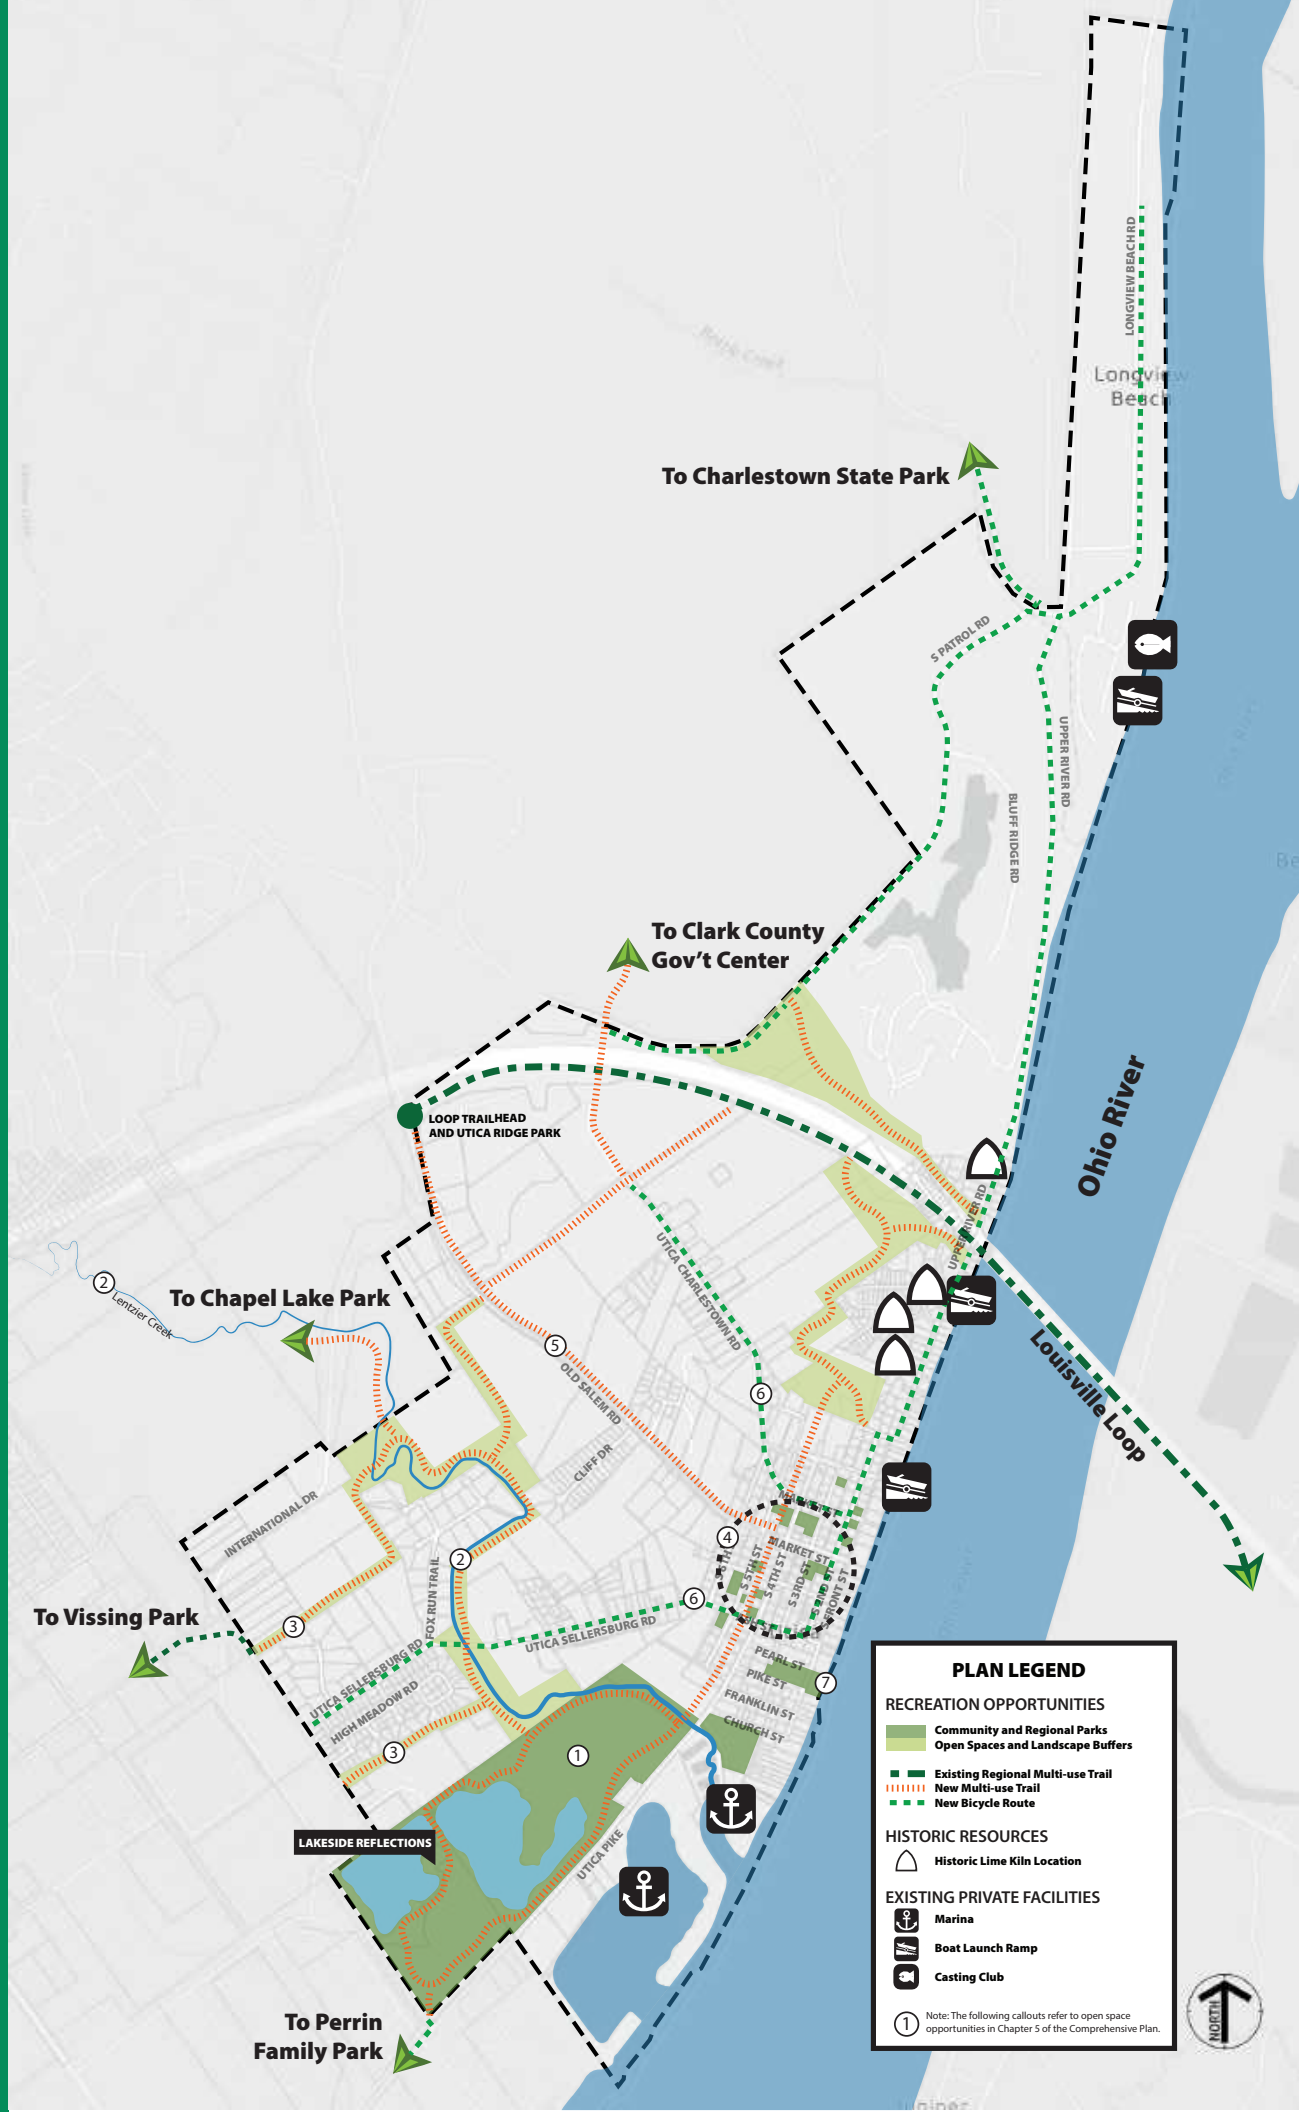 LONGVIEW BEACH RD
Longview
Beach
To Charlestown State Park
S PATROL RD
UPPER RIVER RD
BLUFF RIDGE RD
To Clark County
Gov't Center
LOOP TRAILHEAD
AND UTICA RIDGE PARK
Ohio River
UPPER RIVER RD
UTICA CHARLESTOWN RD
2
Lentzier Creek
To Chapel Lake Park
5
OLD SALEM RD
6
Louisville Loop
CLIFF DR
INTERNATIONAL DR
MARKET ST
4
MARKET ST
S 5TH ST
S 4TH ST
S 3RD ST
S 2ND ST
FRONT ST
2
FOX RUN TRAIL
6
To Vissing Park
3
UTICA SELLERSBURG RD
UTICA SELLERSBURG RD
HIGH MEADOW RD
PEARL ST
PIKE ST
7
FRANKLIN ST
CHURCH ST
3
1
LAKESIDE REFLECTIONS
UTICA PIKE
To Perrin
Family Park
PLAN LEGEND
RECREATION OPPORTUNITIES
Community and Regional Parks
Open Spaces and Landscape Buffers
Existing Regional Multi-use Trail
New Multi-use Trail
New Bicycle Route
HISTORIC RESOURCES
Historic Lime Kiln Location
EXISTING PRIVATE FACILITIES
Marina
Boat Launch Ramp
Casting Club
1
Note: The following callouts refer to open space
opportunities in Chapter 5 of the Comprehensive Plan.
NORTH